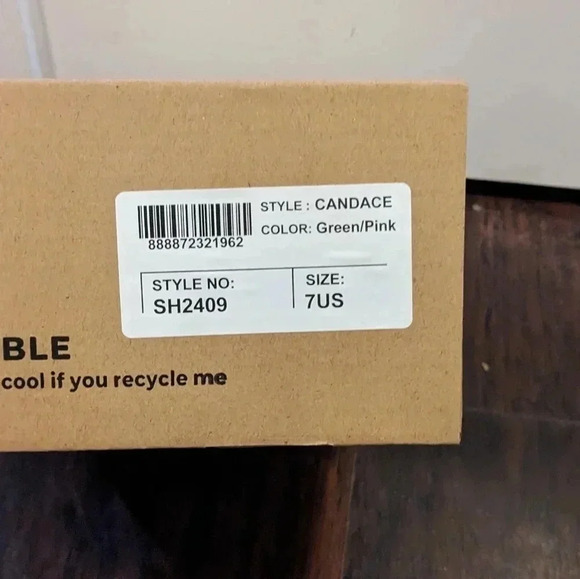 STYLE : CANDACE
COLOR: Green/Pink
888872321962
STYLE NO:
SH2409
SIZE:
7US
BLE
cool if you recycle me